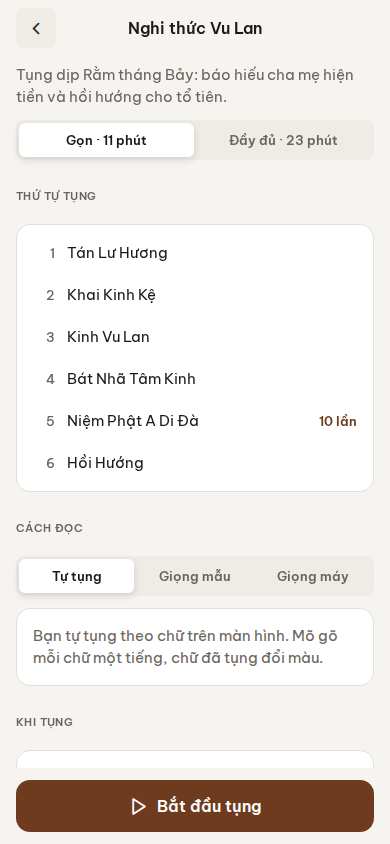 Nghi thức Vu Lan
Tụng dịp Rằm tháng Bảy: báo hiếu cha mẹ hiện
tiền và hồi hướng cho tổ tiên.
Gọn · 11 phút
Đầy đủ · 23 phút
THỨ TỰ TỤNG
1 Tán Lư Hương
2 Khai Kinh Kệ
3 Kinh Vu Lan
4 Bát Nhã Tâm Kinh
5 Niệm Phật A Di Đà 10 lần
6 Hồi Hướng
CÁCH ĐỌC
Tự tụng
Giọng mẫu
Giọng máy
Bạn tự tụng theo chữ trên màn hình. Mõ gõ
mỗi chữ một tiếng, chữ đã tụng đổi màu.
KHI TỤNG
Bắt đầu tụng